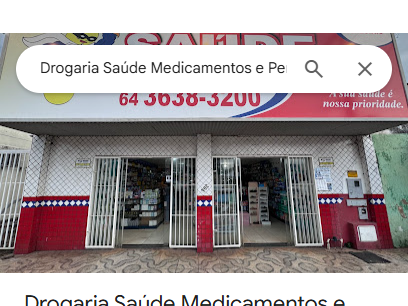 SAÚDE
Drogaria Saúde Medicamentos e Per
64 3638-3200
A sua saúde é
nossa prioridade.
Drogaria Saúde Medicamentos e